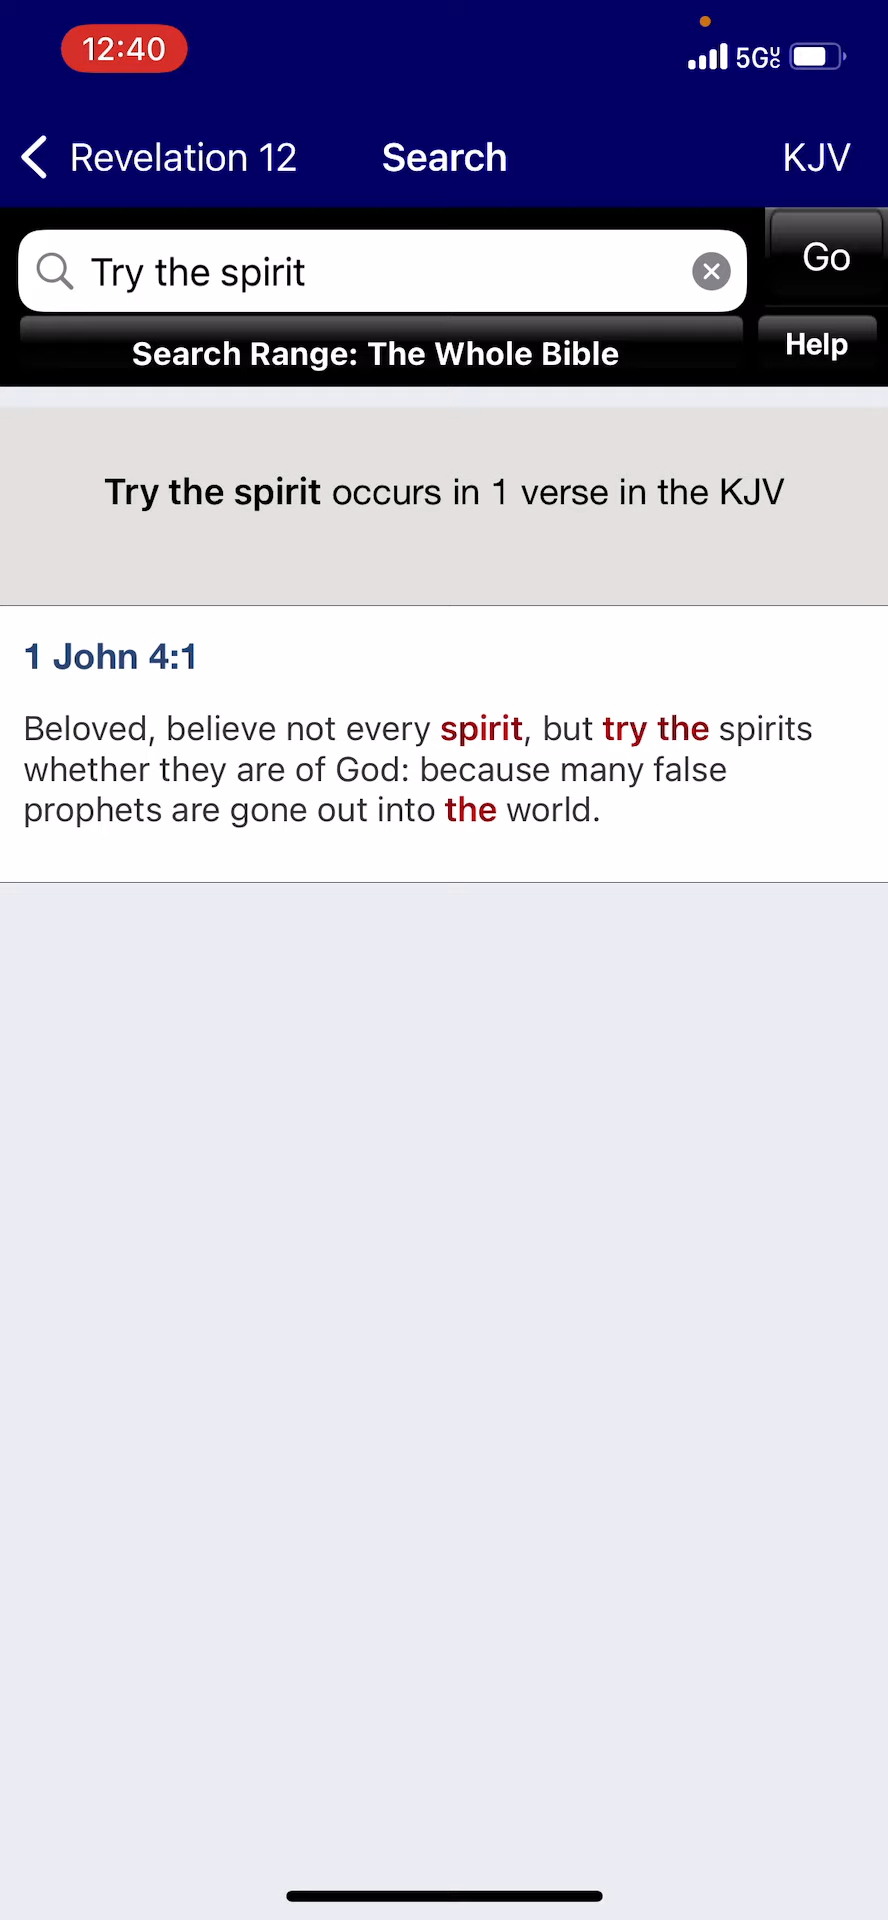 12:40
5G
Revelation 12
Search
KJV
Try the spirit
Go
Search Range: The Whole Bible
Help
Try the spirit occurs in 1 verse in the KJV
1 John 4:1
Beloved, believe not every spirit, but try the spirits
whether they are of God: because many false
prophets are gone out into the world.